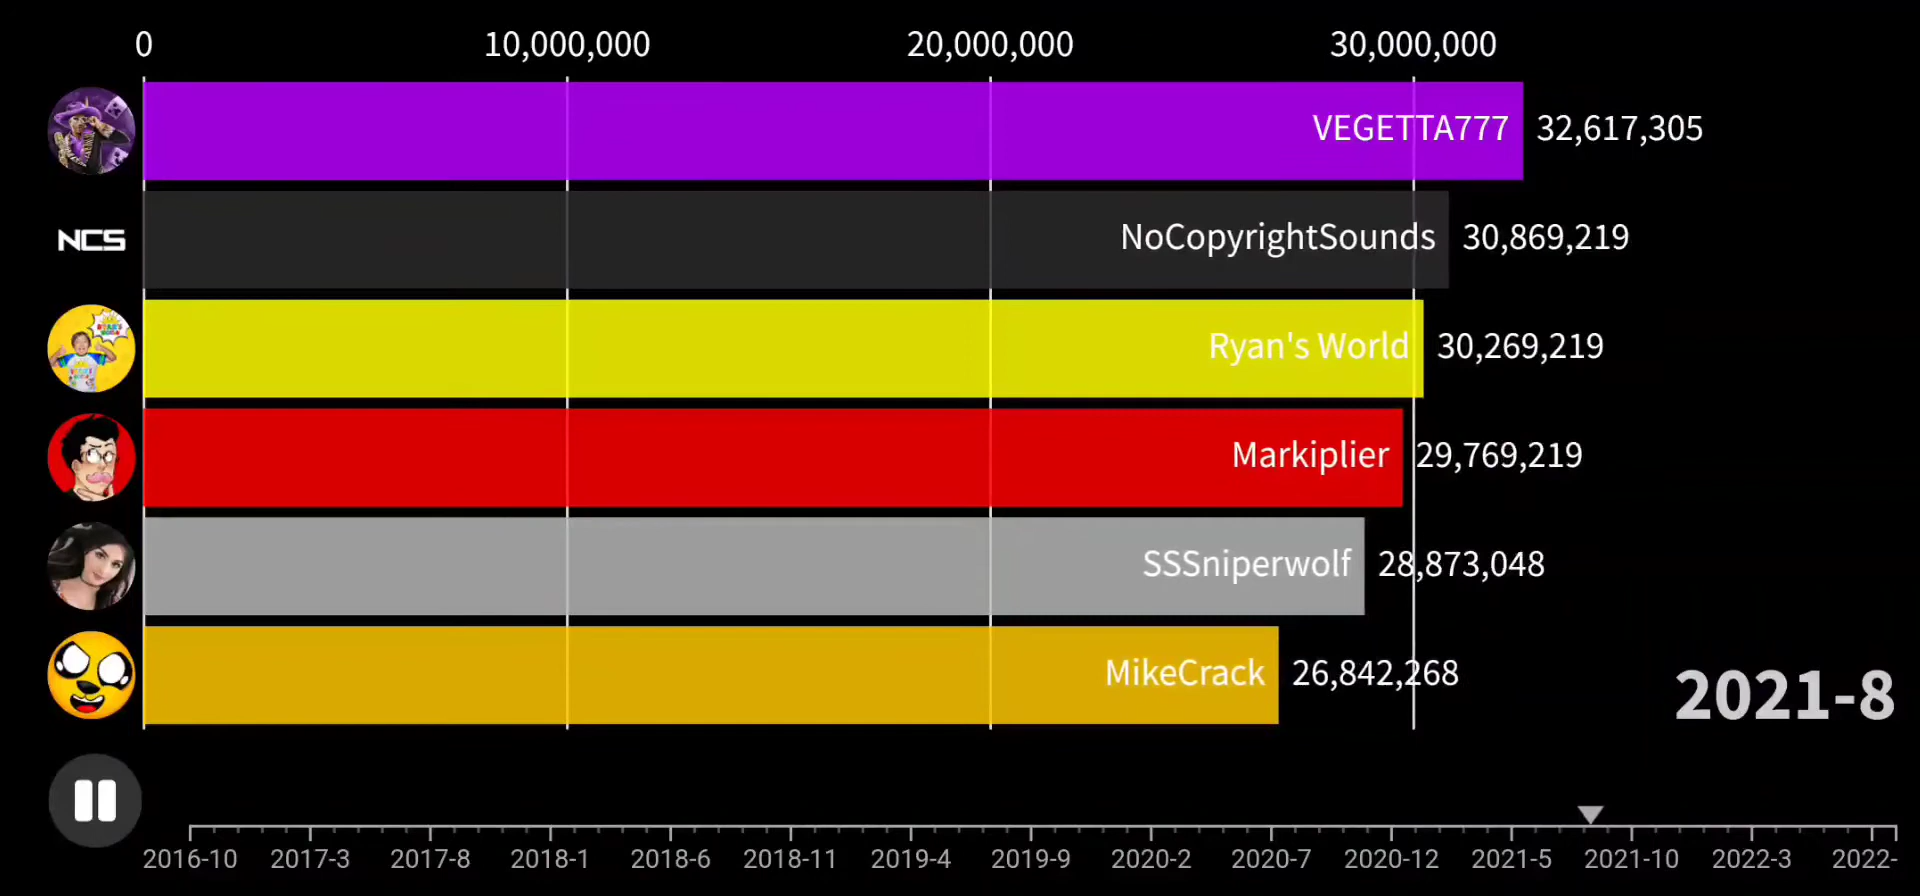 0 10,000,000 20,000,000 30,000,000
VEGETTA777 32,617,305
NCS NoCopyrightSounds 30,869,219
Ryan's World 30,269,219
Markiplier 29,769,219
SSSniperwolf 28,873,048
MikeCrack 26,842,268
2021-8
2016-10 2017-3 2017-8 2018-1 2018-6 2018-11 2019-4 2019-9 2020-2 2020-7 2020-12 2021-5 2021-10 2022-3 2022-